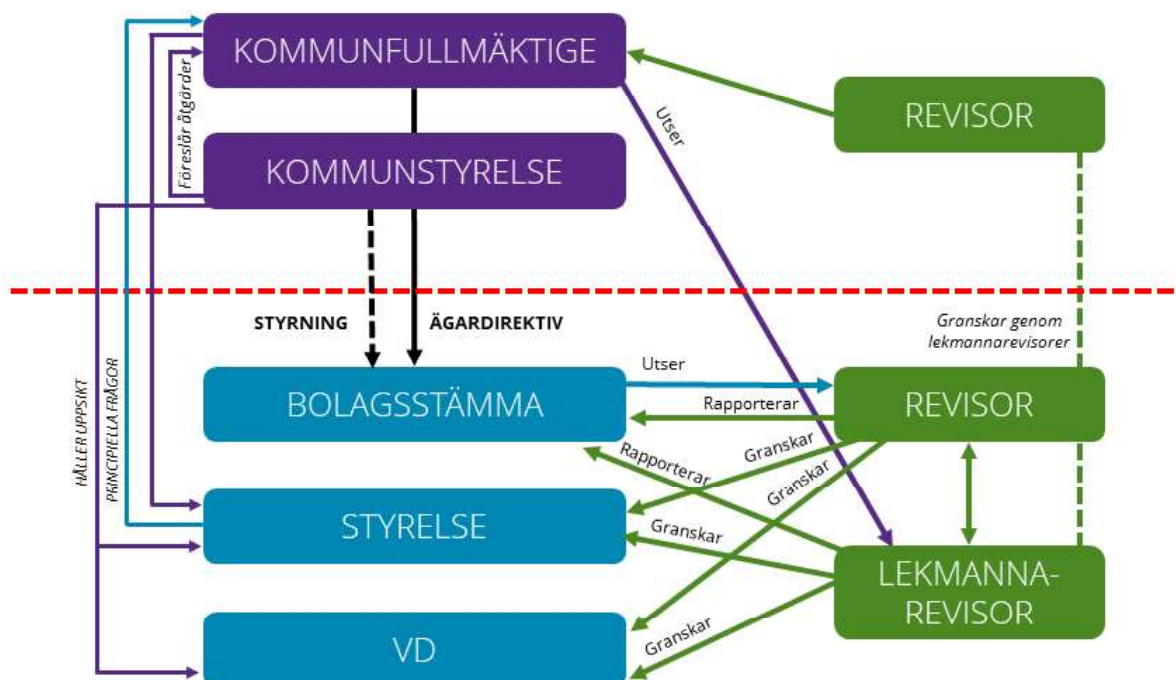 KOMMUNFULLMÄKTIGE
Föreslår åtgärder
Utser
REVISOR
KOMMUNSTYRELSE
STYRNING
ÄGARDIREKTIV
Granskar genom
lekmannarevisorer
HÅLLER UPPSIKT
PRINCIPIELLA FRÅGOR
BOLAGSSTÄMMA
Utser
Rapporterar
REVISOR
Rapporterar
Granskar
Granskar
STYRELSE
Granskar
LEKMANNA-
REVISOR
VD
Granskar